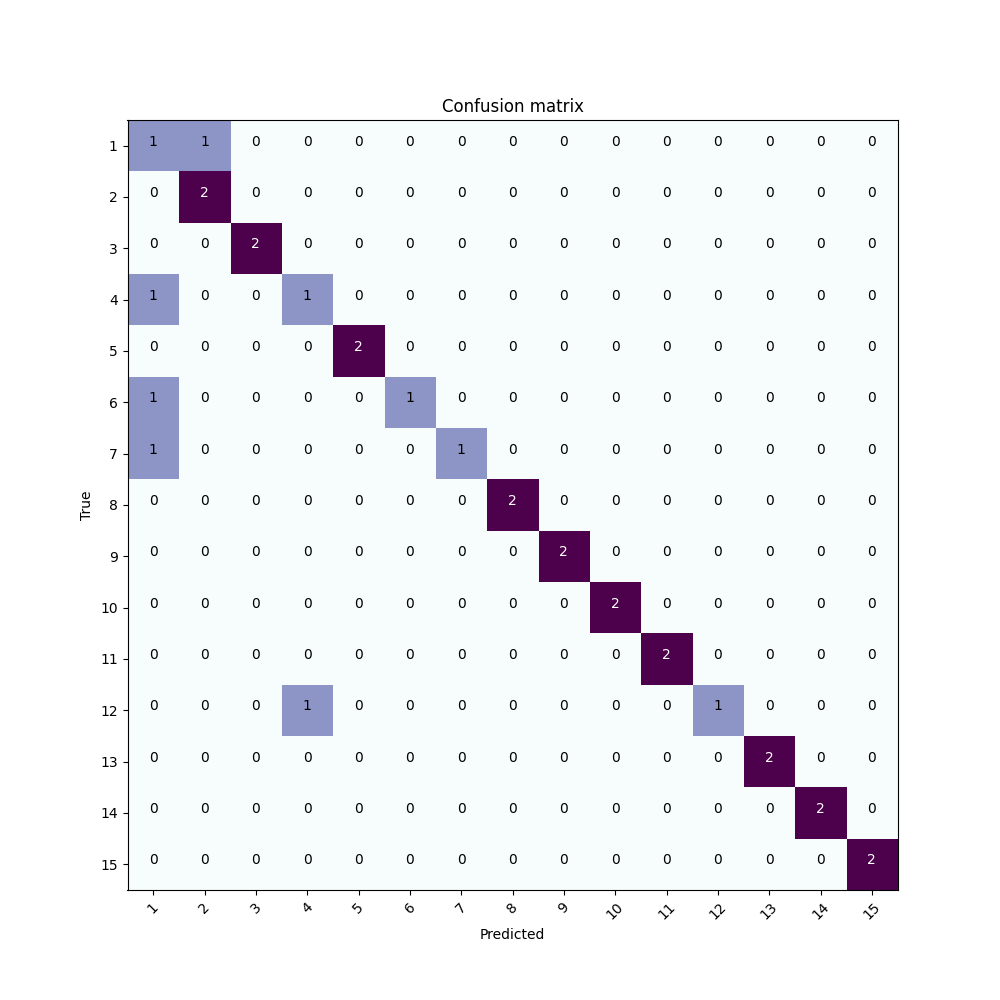 Confusion matrix
1 1 1 0 0 0 0 0 0 0 0 0 0 0 0 0
2 0 2 0 0 0 0 0 0 0 0 0 0 0 0 0
3 0 0 2 0 0 0 0 0 0 0 0 0 0 0 0
4 1 0 0 1 0 0 0 0 0 0 0 0 0 0 0
5 0 0 0 0 2 0 0 0 0 0 0 0 0 0 0
6 1 0 0 0 0 1 0 0 0 0 0 0 0 0 0
7 1 0 0 0 0 0 1 0 0 0 0 0 0 0 0
8 0 0 0 0 0 0 0 2 0 0 0 0 0 0 0
9 0 0 0 0 0 0 0 0 2 0 0 0 0 0 0
10 0 0 0 0 0 0 0 0 0 2 0 0 0 0 0
11 0 0 0 0 0 0 0 0 0 0 2 0 0 0 0
12 0 0 0 1 0 0 0 0 0 0 0 1 0 0 0
13 0 0 0 0 0 0 0 0 0 0 0 0 2 0 0
14 0 0 0 0 0 0 0 0 0 0 0 0 0 2 0
15 0 0 0 0 0 0 0 0 0 0 0 0 0 0 2
True
1 2 3 4 5 6 7 8 9 10 11 12 13 14 15
Predicted